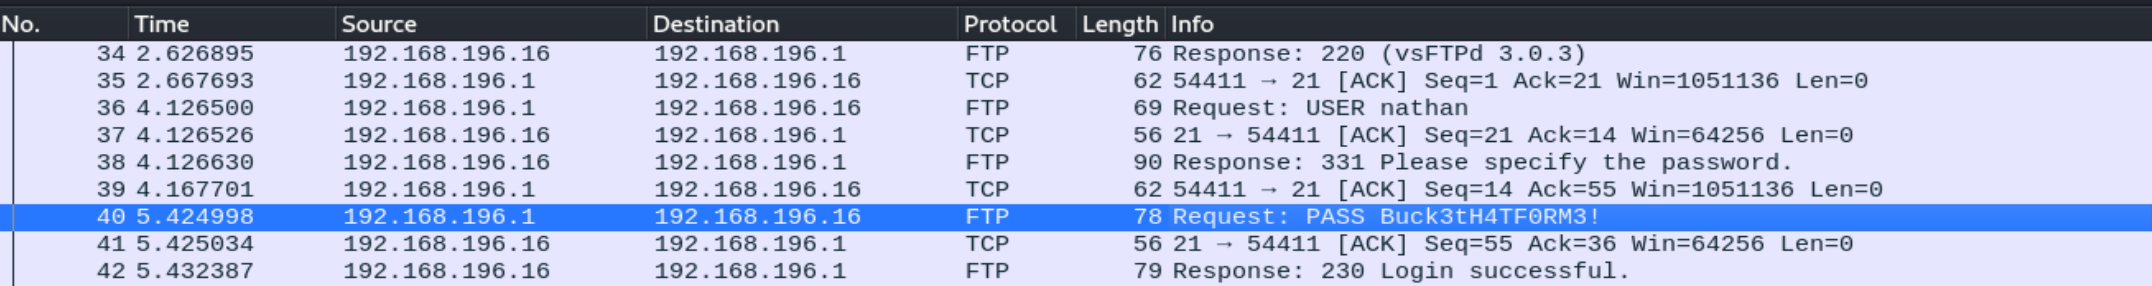 No. Time Source Destination Protocol Length Info
34 2.626895 192.168.196.16 192.168.196.1 FTP 76 Response: 220 (vsFTPd 3.0.3)
35 2.667693 192.168.196.1 192.168.196.16 TCP 62 54411 → 21 [ACK] Seq=1 Ack=21 Win=1051136 Len=0
36 4.126500 192.168.196.1 192.168.196.16 FTP 69 Request: USER nathan
37 4.126526 192.168.196.16 192.168.196.1 TCP 56 21 → 54411 [ACK] Seq=21 Ack=14 Win=64256 Len=0
38 4.126630 192.168.196.16 192.168.196.1 FTP 90 Response: 331 Please specify the password.
39 4.167701 192.168.196.1 192.168.196.16 TCP 62 54411 → 21 [ACK] Seq=14 Ack=55 Win=1051136 Len=0
40 5.424998 192.168.196.1 192.168.196.16 FTP 78 Request: PASS Buck3tH4TF0RM3!
41 5.425034 192.168.196.16 192.168.196.1 TCP 56 21 → 54411 [ACK] Seq=55 Ack=36 Win=64256 Len=0
42 5.432387 192.168.196.16 192.168.196.1 FTP 79 Response: 230 Login successful.